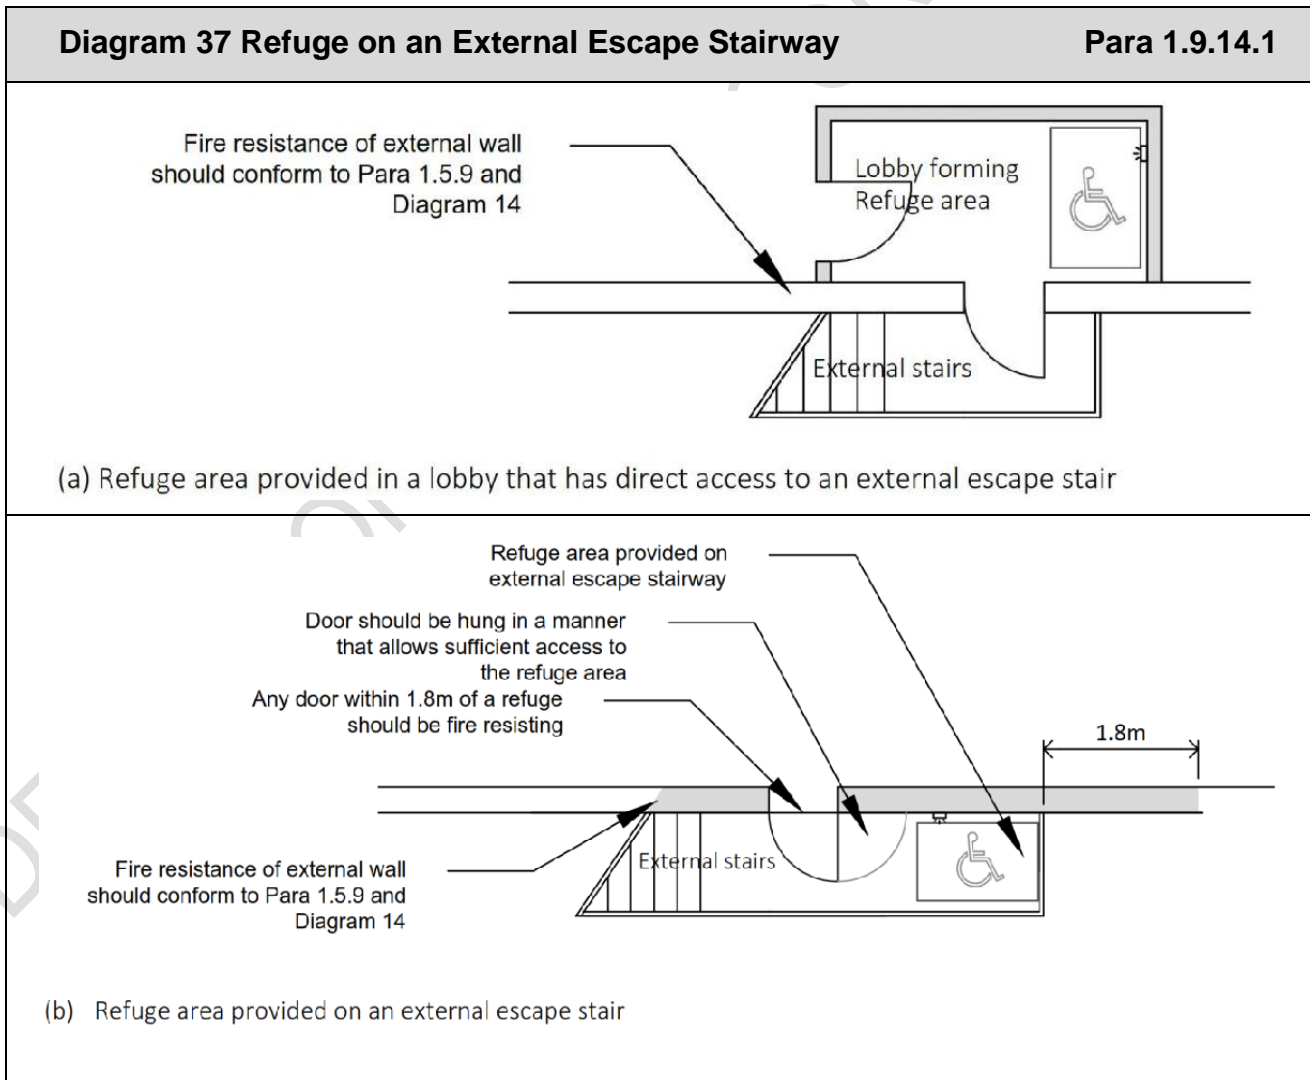 Diagram 37 Refuge on an External Escape Stairway Para 1.9.14.1
Fire resistance of external wall
should conform to Para 1.5.9 and
Diagram 14
Lobby forming
Refuge area
External stairs
(a) Refuge area provided in a lobby that has direct access to an external escape stair
Refuge area provided on
external escape stairway
Door should be hung in a manner
that allows sufficient access to
the refuge area
Any door within 1.8m of a refuge
should be fire resisting
1.8m
External stairs
Fire resistance of external wall
should conform to Para 1.5.9 and
Diagram 14
(b) Refuge area provided on an external escape stair